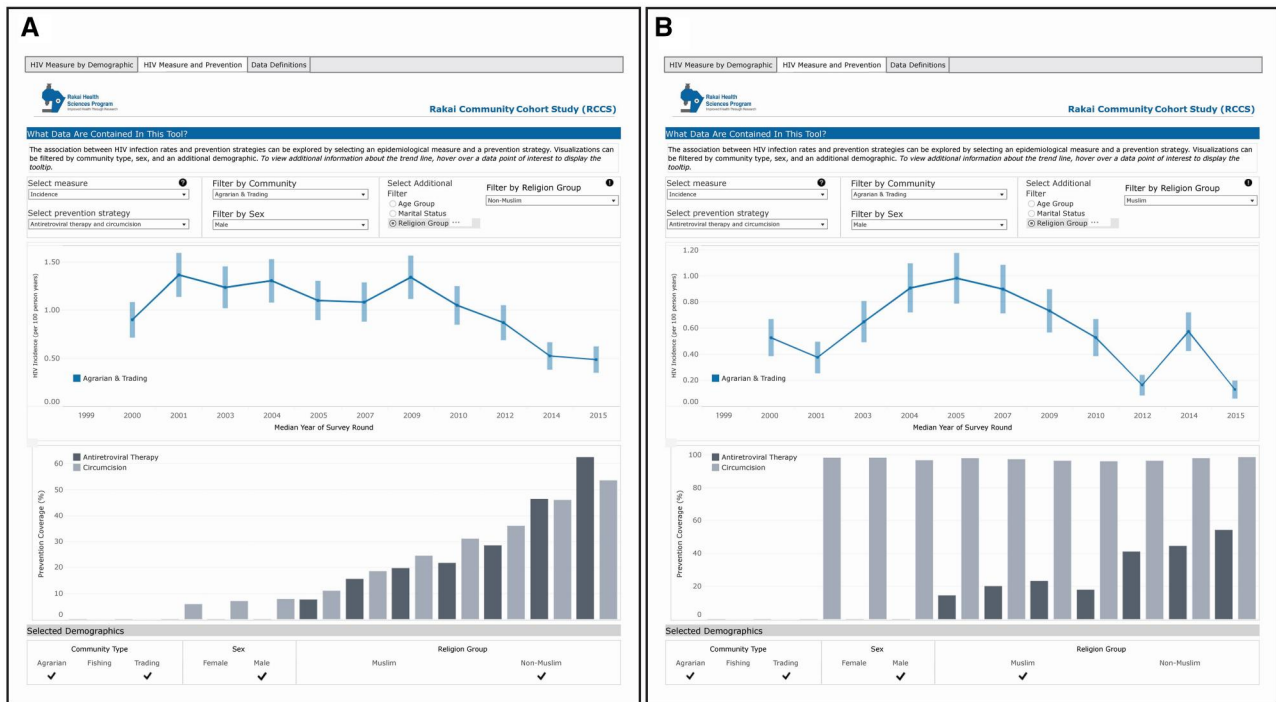 A
HIV Measure by Demographic
HIV Measure and Prevention
Data Definitions
Rakai Health
Sciences Program
Improved Health Through Research
Rakai Community Cohort Study (RCCS)
What Data Are Contained In This Tool?
The association between HIV infection rates and prevention strategies can be explored by selecting an epidemiological measure and a prevention strategy. Visualizations can
be filtered by community type, sex, and an additional demographic. To view additional information about the trend line, hover over a data point of interest to display the
tooltip.
Select measure
?
Incidence
Select prevention strategy
Antiretroviral therapy and circumcision
Filter by Community
Agrarian & Trading
Filter by Sex
Male
Select Additional
Filter
Age Group
Marital Status
Religion Group ...
Filter by Religion Group
!
Non-Muslim
HIV Incidence (per 100 person years)
1.50
1.00
0.50
0.00
Agrarian & Trading
1999 2000 2001 2003 2004 2005 2007 2009 2010 2012 2014 2015
Median Year of Survey Round
Prevention Coverage (%)
Antiretroviral Therapy
Circumcision
60
50
40
30
20
10
0
Selected Demographics
Community Type
Sex
Religion Group
Agrarian Fishing Trading
Female Male
Muslim Non-Muslim
B
HIV Measure by Demographic
HIV Measure and Prevention
Data Definitions
Rakai Health
Sciences Program
Improved Health Through Research
Rakai Community Cohort Study (RCCS)
What Data Are Contained In This Tool?
The association between HIV infection rates and prevention strategies can be explored by selecting an epidemiological measure and a prevention strategy. Visualizations can
be filtered by community type, sex, and an additional demographic. To view additional information about the trend line, hover over a data point of interest to display the
tooltip.
Select measure
?
Incidence
Select prevention strategy
Antiretroviral therapy and circumcision
Filter by Community
Agrarian & Trading
Filter by Sex
Male
Select Additional
Filter
Age Group
Marital Status
Religion Group ...
Filter by Religion Group
!
Muslim
HIV Incidence (per 100 person years)
1.20
1.00
0.80
0.60
0.40
0.20
0.00
Agrarian & Trading
1999 2000 2001 2003 2004 2005 2007 2009 2010 2012 2014 2015
Median Year of Survey Round
Prevention Coverage (%)
Antiretroviral Therapy
Circumcision
100
80
60
40
20
0
Selected Demographics
Community Type
Sex
Religion Group
Agrarian Fishing Trading
Female Male
Muslim Non-Muslim